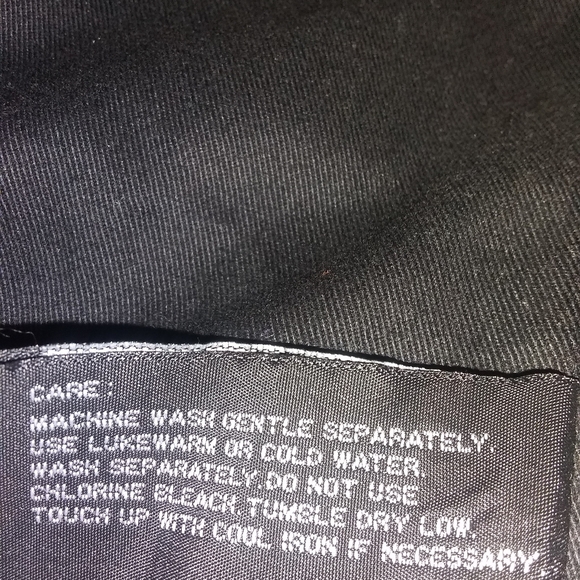 CARE:
MACHINE WASH GENTLE SEPARATELY.
USE LUKEWARM OR COLD WATER
WASH SEPARATELY. DO NOT USE
CHLORINE BLEACH. TUMBLE DRY LOW.
TOUCH UP WITH COOL IRON IF NECESSARY.